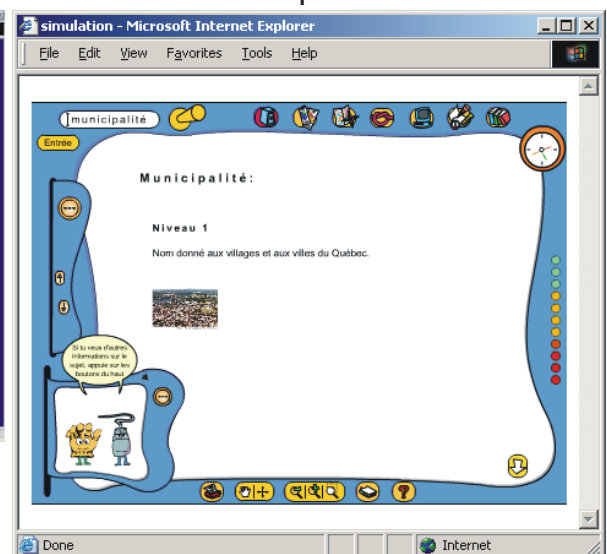 simulation - Microsoft Internet Explorer
File Edit View Favorites Tools Help
municipalité
Entrée
Municipalité:
Niveau 1
Nom donné aux villages et aux villes du Québec.
Si tu veux d'autres
informations sur le
sujet, appuie sur les
boutons du haut.
?
Done
Internet